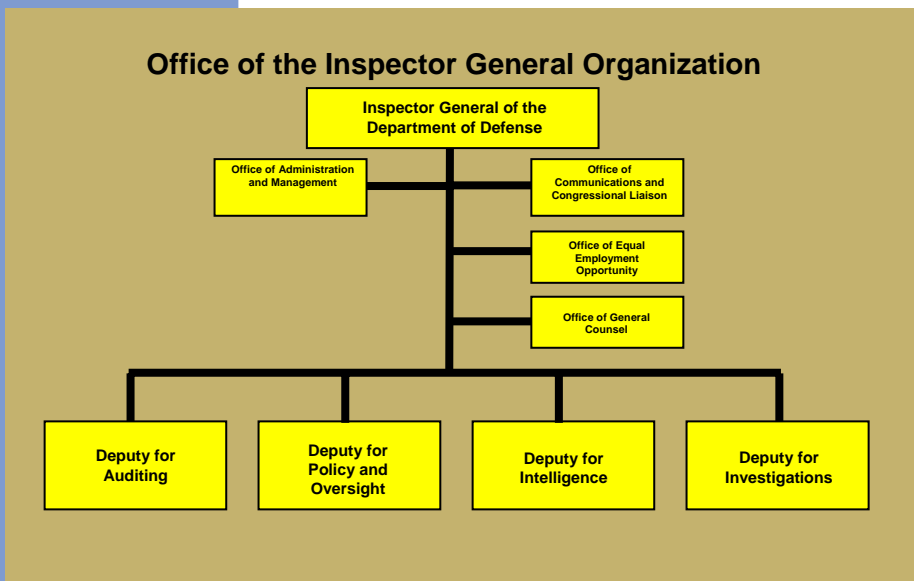 Office of the Inspector General Organization
Inspector General of the
Department of Defense
Office of Administration
and Management
Office of
Communications and
Congressional Liaison
Office of Equal
Employment
Opportunity
Office of General
Counsel
Deputy for
Auditing
Deputy for
Policy and
Oversight
Deputy for
Intelligence
Deputy for
Investigations